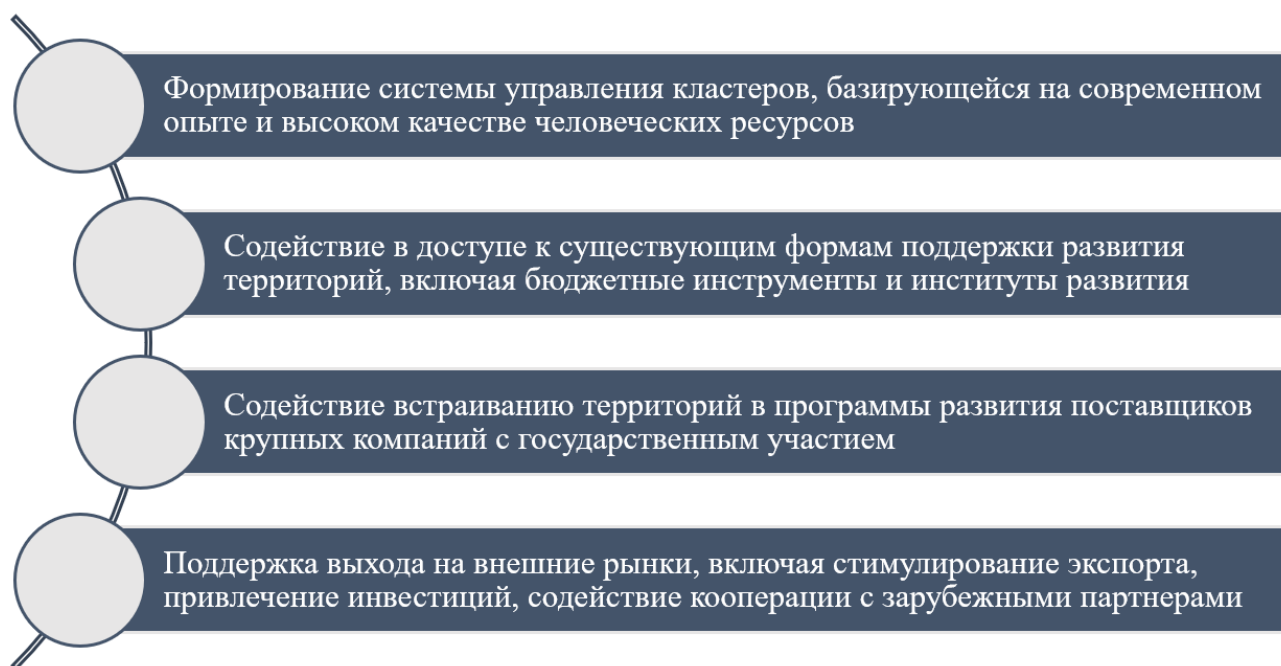 Формирование системы управления кластеров, базирующейся на современном
опыте и высоком качестве человеческих ресурсов
Содействие в доступе к существующим формам поддержки развития
территорий, включая бюджетные инструменты и институты развития
Содействие встраиванию территорий в программы развития поставщиков
крупных компаний с государственным участием
Поддержка выхода на внешние рынки, включая стимулирование экспорта,
привлечение инвестиций, содействие кооперации с зарубежными партнерами